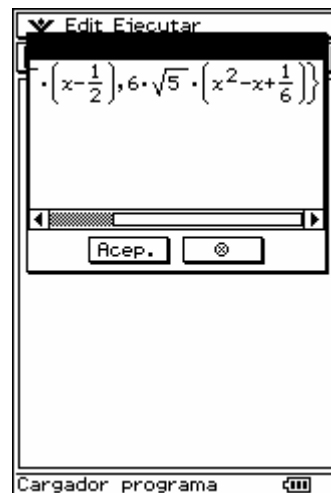 Edit Ejecutar
·(x-1/2),6·√5·(x²-x+1/6)}
Acep.
Cargador programa